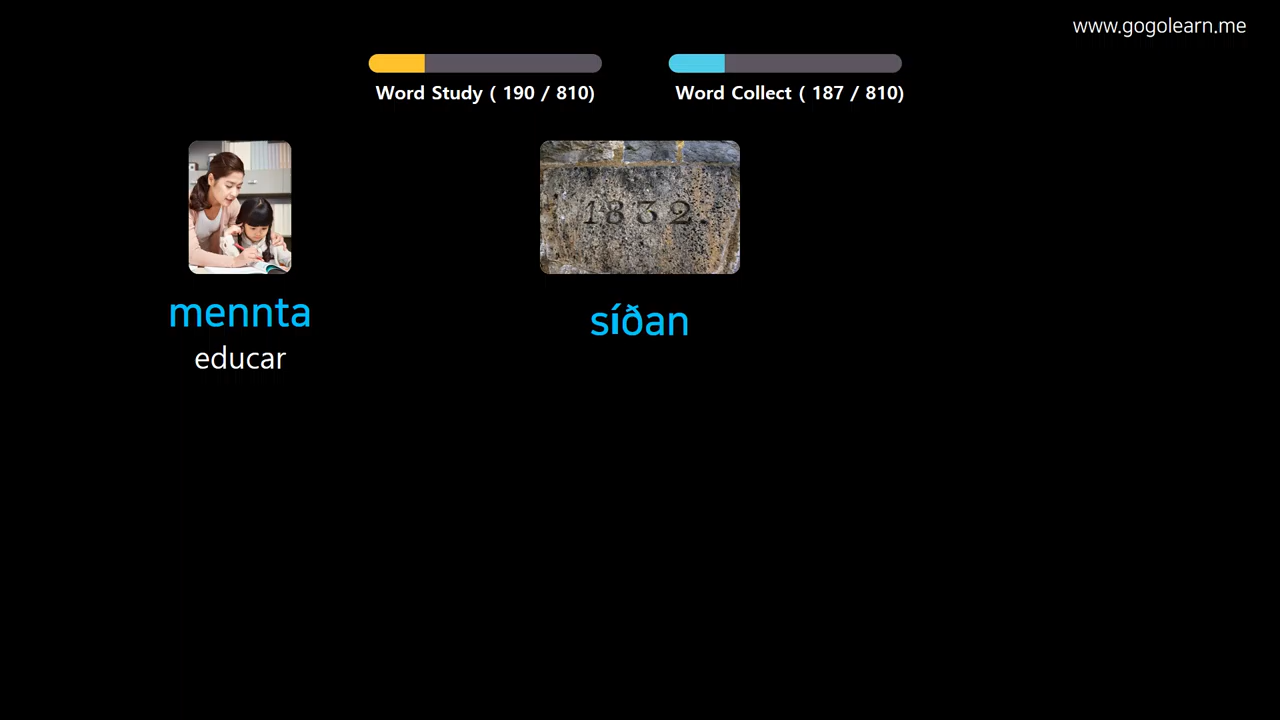 www.gogolearn.me
Word Study ( 190 / 810)
Word Collect ( 187 / 810)
1832.
mennta
educar
síðan